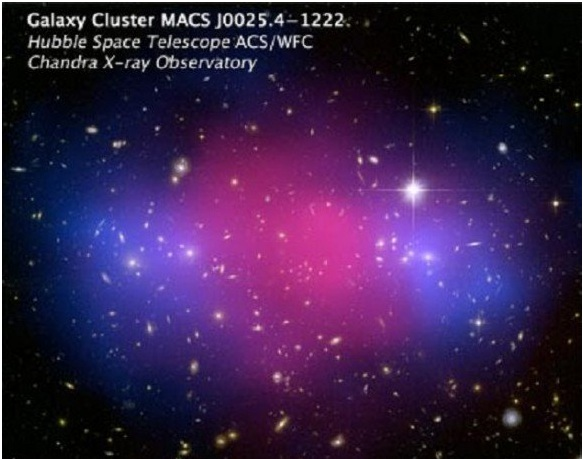 Galaxy Cluster MACS J0025.4−1222
Hubble Space Telescope ACS/WFC
Chandra X-ray Observatory